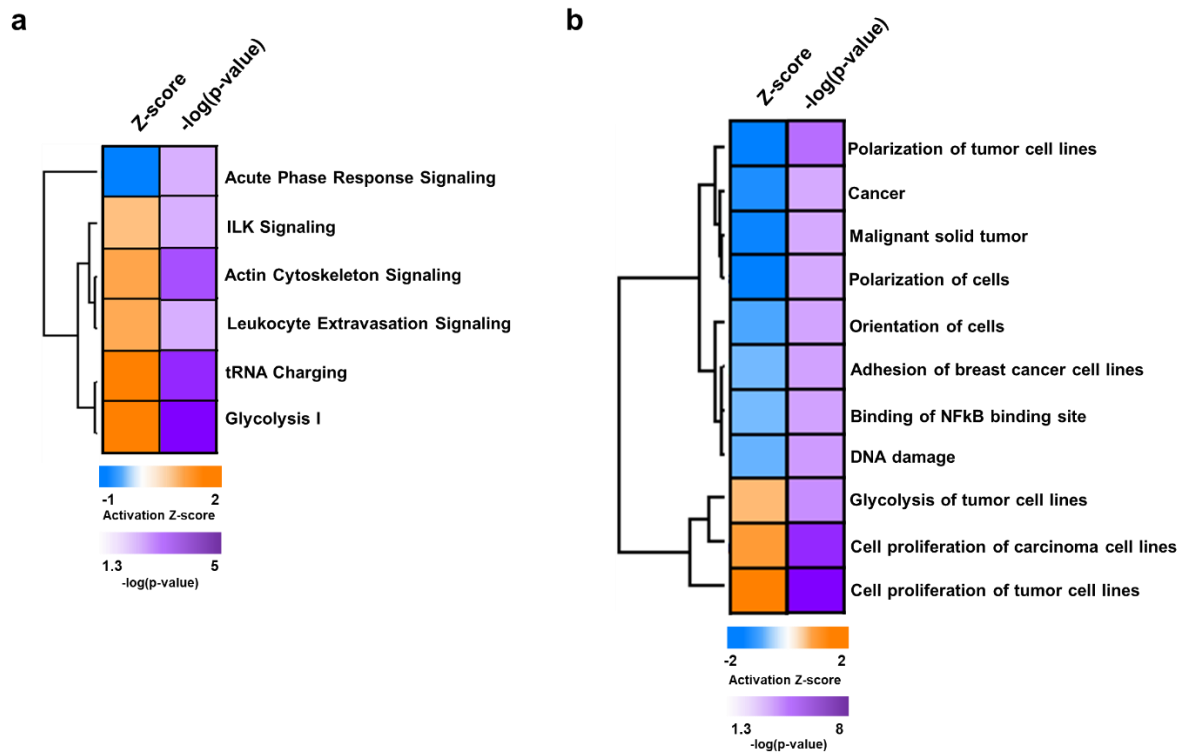 a
Z-score
-log(p-value)
Acute Phase Response Signaling
ILK Signaling
Actin Cytoskeleton Signaling
Leukocyte Extravasation Signaling
tRNA Charging
Glycolysis I
-1 2
Activation Z-score
1.3 5
-log(p-value)
b
Z-score
-log(p-value)
Polarization of tumor cell lines
Cancer
Malignant solid tumor
Polarization of cells
Orientation of cells
Adhesion of breast cancer cell lines
Binding of NFkB binding site
DNA damage
Glycolysis of tumor cell lines
Cell proliferation of carcinoma cell lines
Cell proliferation of tumor cell lines
-2 2
Activation Z-score
1.3 8
-log(p-value)